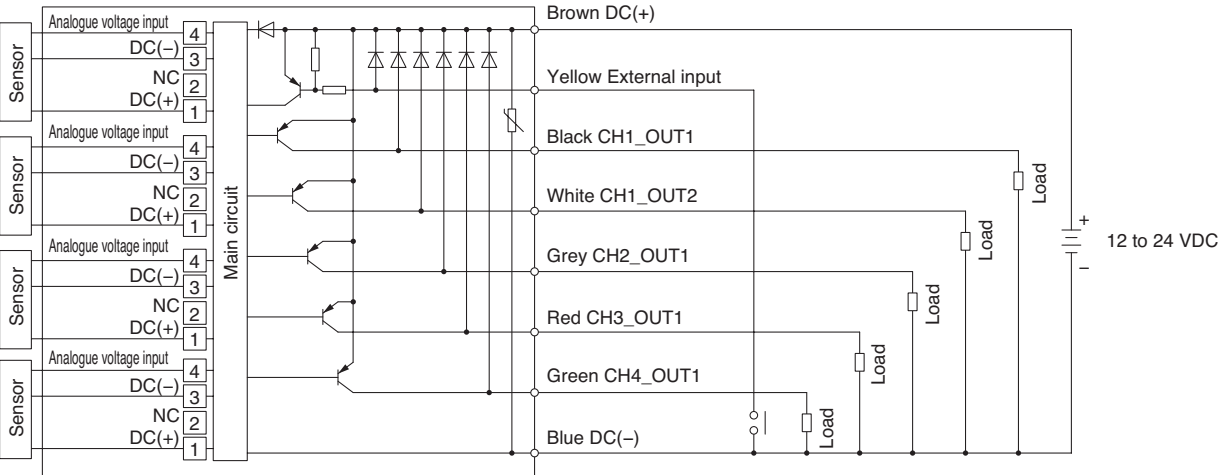 Sensor
Analogue voltage input
4
DC(−)
3
NC
2
DC(+)
1
Sensor
Analogue voltage input
4
DC(−)
3
NC
2
DC(+)
1
Sensor
Analogue voltage input
4
DC(−)
3
NC
2
DC(+)
1
Sensor
Analogue voltage input
4
DC(−)
3
NC
2
DC(+)
1
Main circuit
Brown DC(+)
Yellow External input
Black CH1_OUT1
White CH1_OUT2
Grey CH2_OUT1
Red CH3_OUT1
Green CH4_OUT1
Blue DC(−)
Load
Load
Load
Load
Load
+
12 to 24 VDC
−